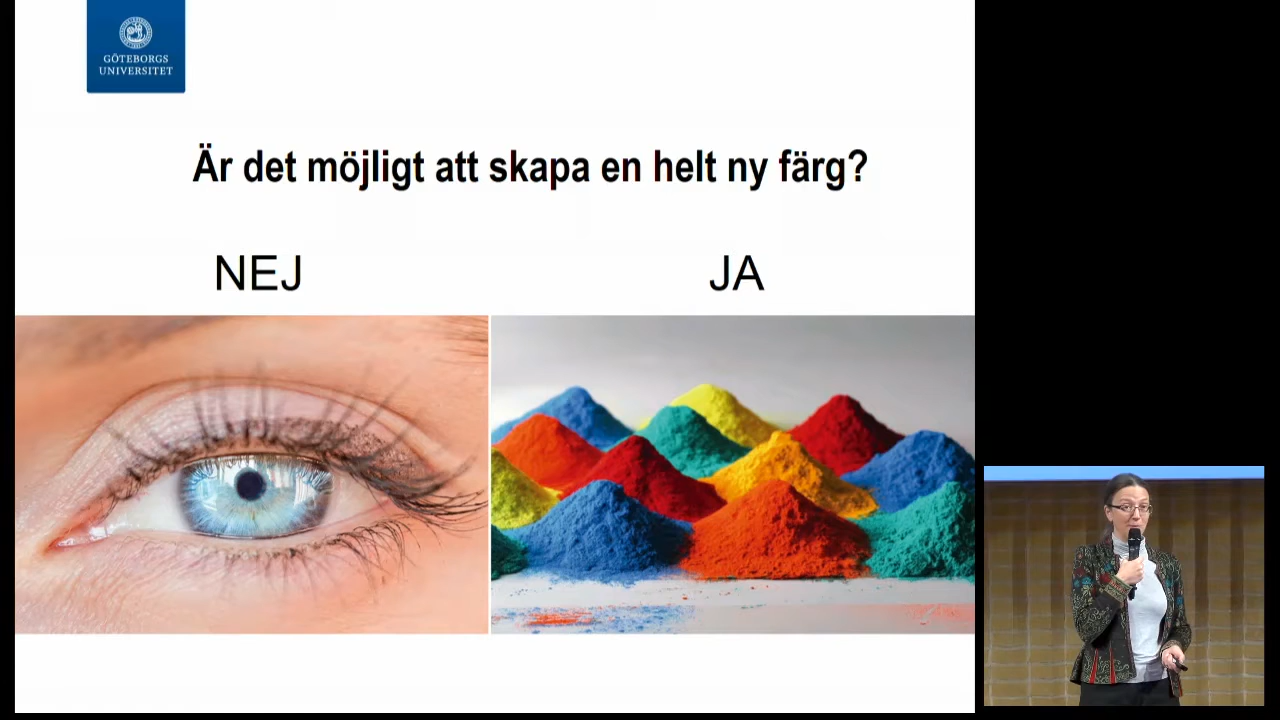 GÖTEBORGS
UNIVERSITET
Är det möjligt att skapa en helt ny färg?
NEJ
JA